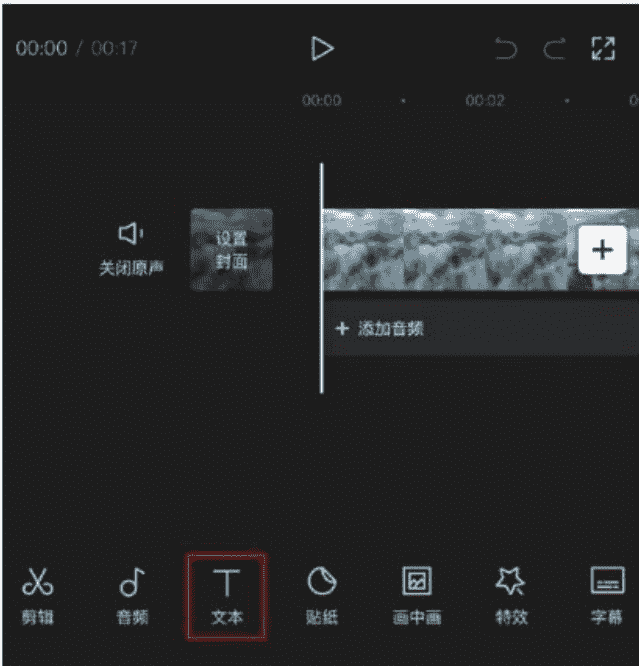 00:00 / 00:17
00:00
00:02
关闭原声
设置
封面
+ 添加音频
剪辑
音频
文本
贴纸
画中画
特效
字幕